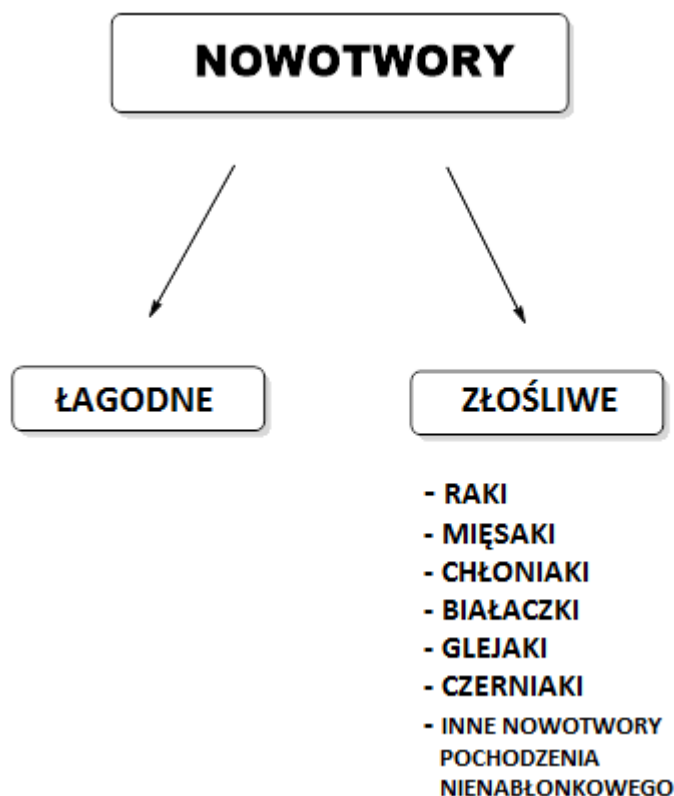 NOWOTWORY
ŁAGODNE
ZŁOŚLIWE
- RAKI
- MIĘSAKI
- CHŁONIAKI
- BIAŁACZKI
- GLEJAKI
- CZERNIAKI
- INNE NOWOTWORY
POCHODZENIA
NIENABŁONKOWEGO